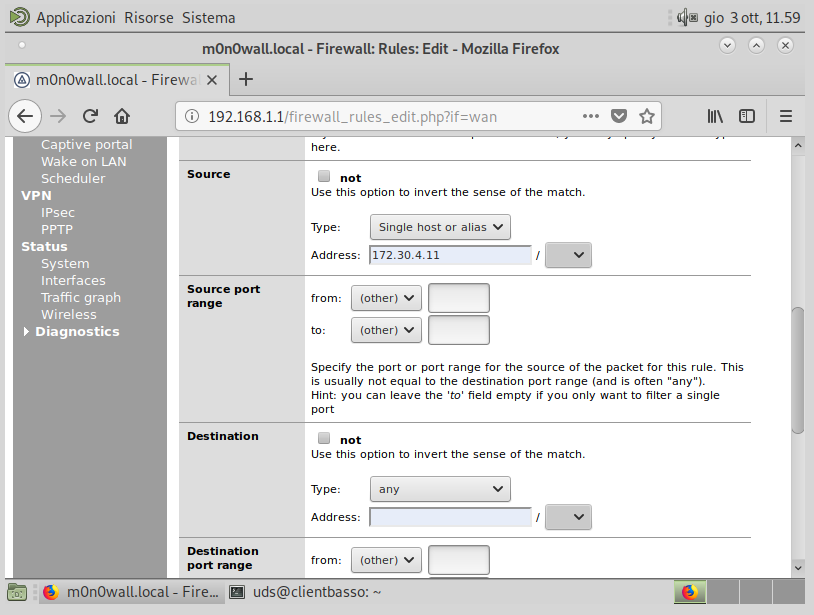 Applicazioni Risorse Sistema gio 3 ott, 11.59
m0n0wall.local - Firewall: Rules: Edit - Mozilla Firefox
m0n0wall.local - Firewa
192.168.1.1/firewall_rules_edit.php?if=wan
Captive portal
Wake on LAN
Scheduler
VPN
IPsec
PPTP
Status
System
Interfaces
Traffic graph
Wireless
Diagnostics
here.
Source
not
Use this option to invert the sense of the match.
Type: Single host or alias
Address: 172.30.4.11 /
Source port
range
from: (other)
to: (other)
Specify the port or port range for the source of the packet for this rule. This
is usually not equal to the destination port range (and is often "any").
Hint: you can leave the 'to' field empty if you only want to filter a single
port
Destination
not
Use this option to invert the sense of the match.
Type: any
Address: /
Destination
port range
from: (other)
m0n0wall.local - Fire... uds@clientbasso: ~